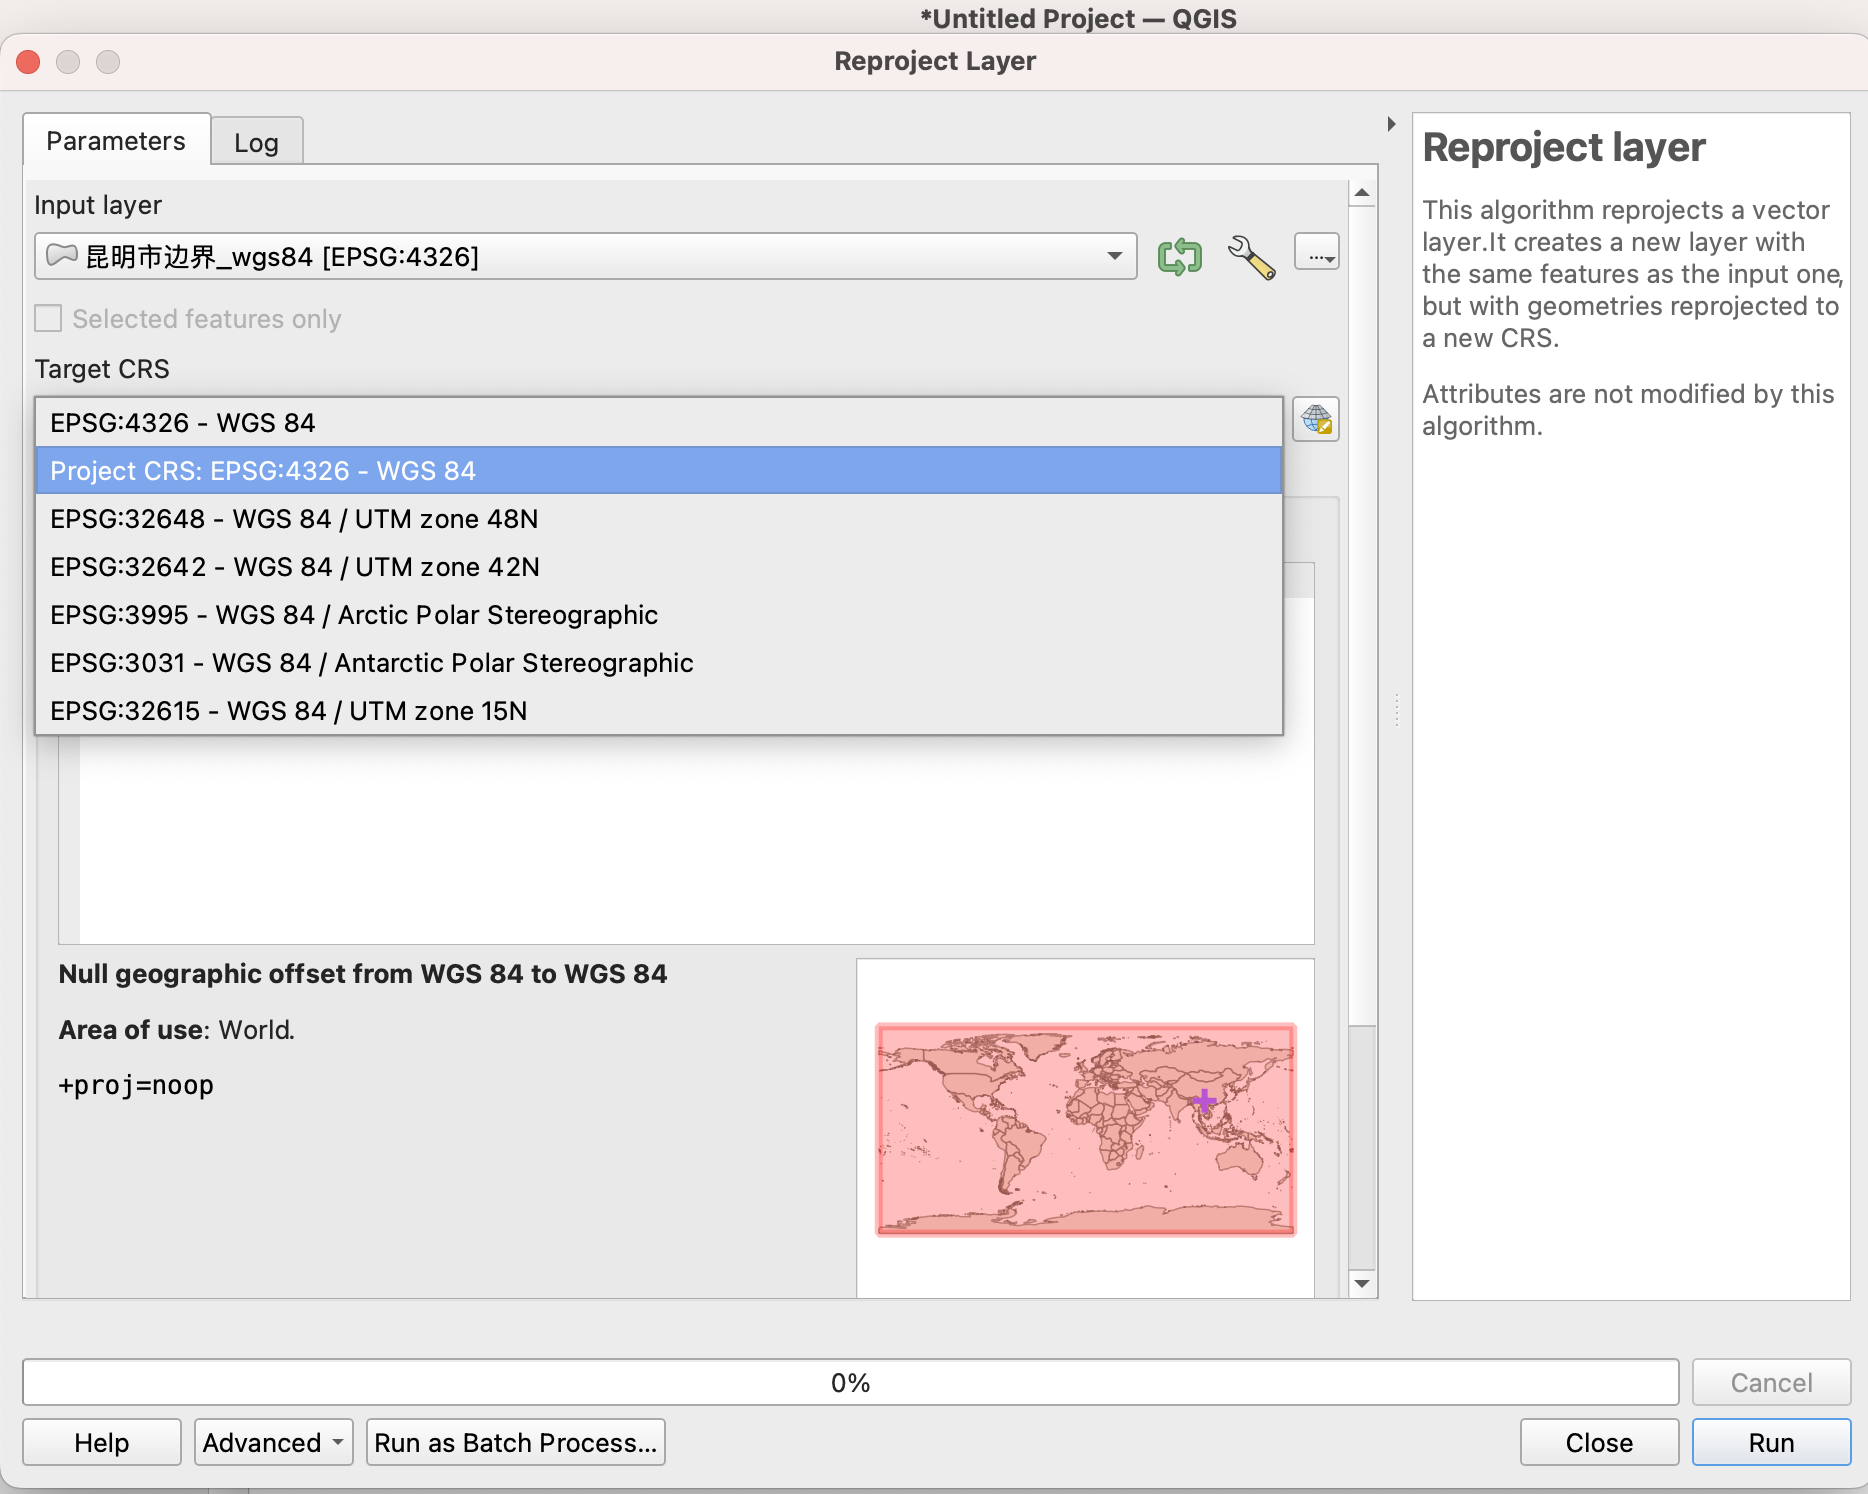 *Untitled Project — QGIS
Reproject Layer
Parameters
Log
Input layer
昆明市边界_wgs84 [EPSG:4326]
...
Selected features only
Target CRS
EPSG:4326 - WGS 84
Project CRS: EPSG:4326 - WGS 84
EPSG:32648 - WGS 84 / UTM zone 48N
EPSG:32642 - WGS 84 / UTM zone 42N
EPSG:3995 - WGS 84 / Arctic Polar Stereographic
EPSG:3031 - WGS 84 / Antarctic Polar Stereographic
EPSG:32615 - WGS 84 / UTM zone 15N
Null geographic offset from WGS 84 to WGS 84
Area of use: World.
+proj=noop
Reproject layer
This algorithm reprojects a vector
layer.It creates a new layer with
the same features as the input one,
but with geometries reprojected to
a new CRS.
Attributes are not modified by this
algorithm.
0%
Cancel
Help
Advanced
Run as Batch Process...
Close
Run